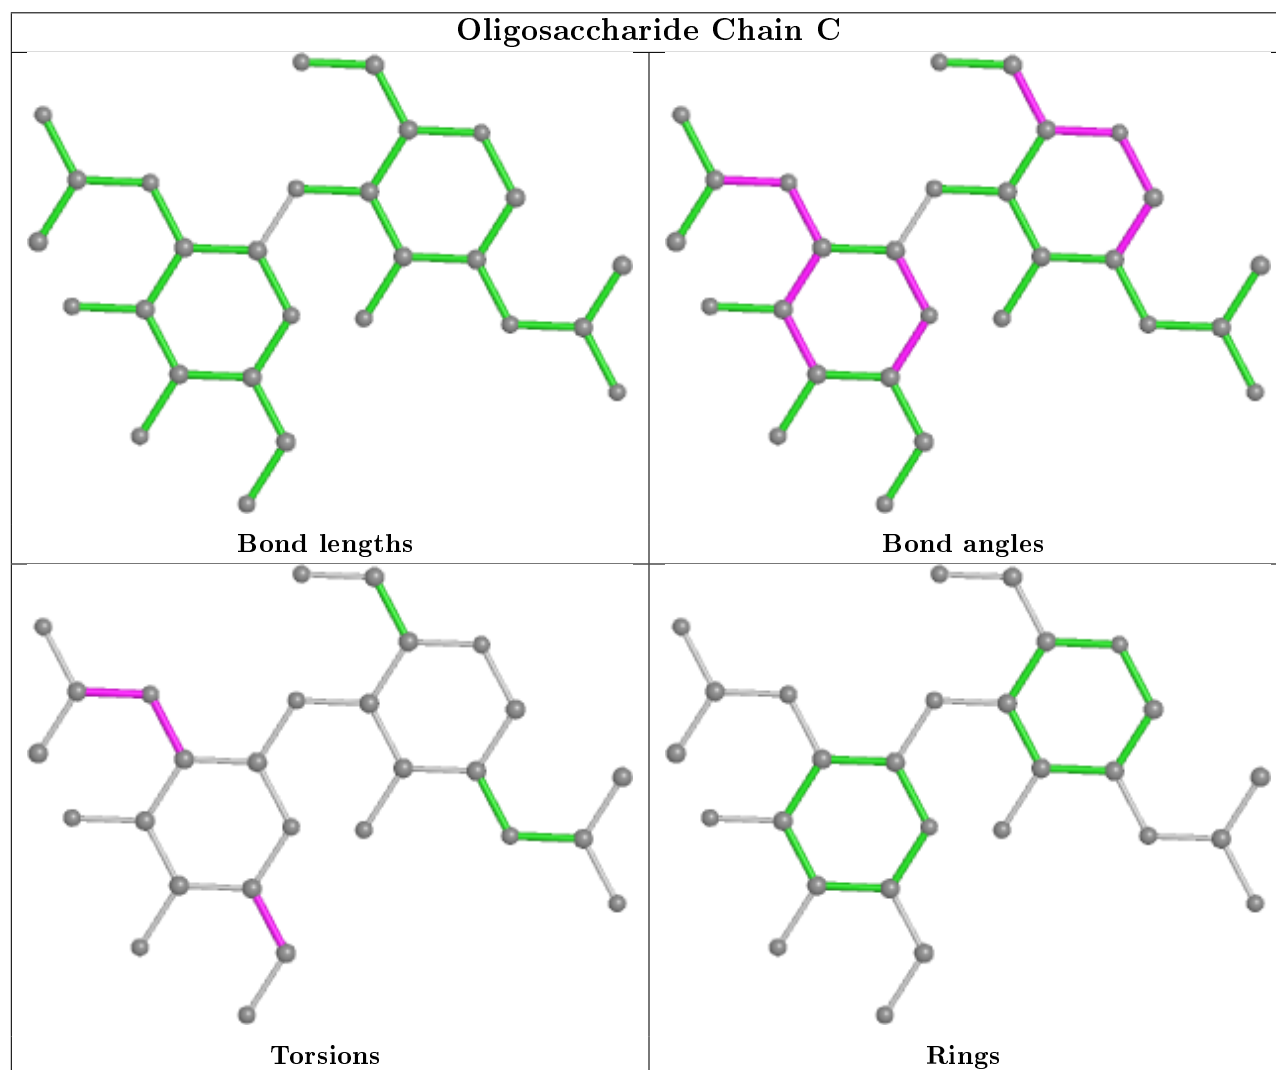 Oligosaccharide Chain C
Bond lengths
Bond angles
Torsions
Rings